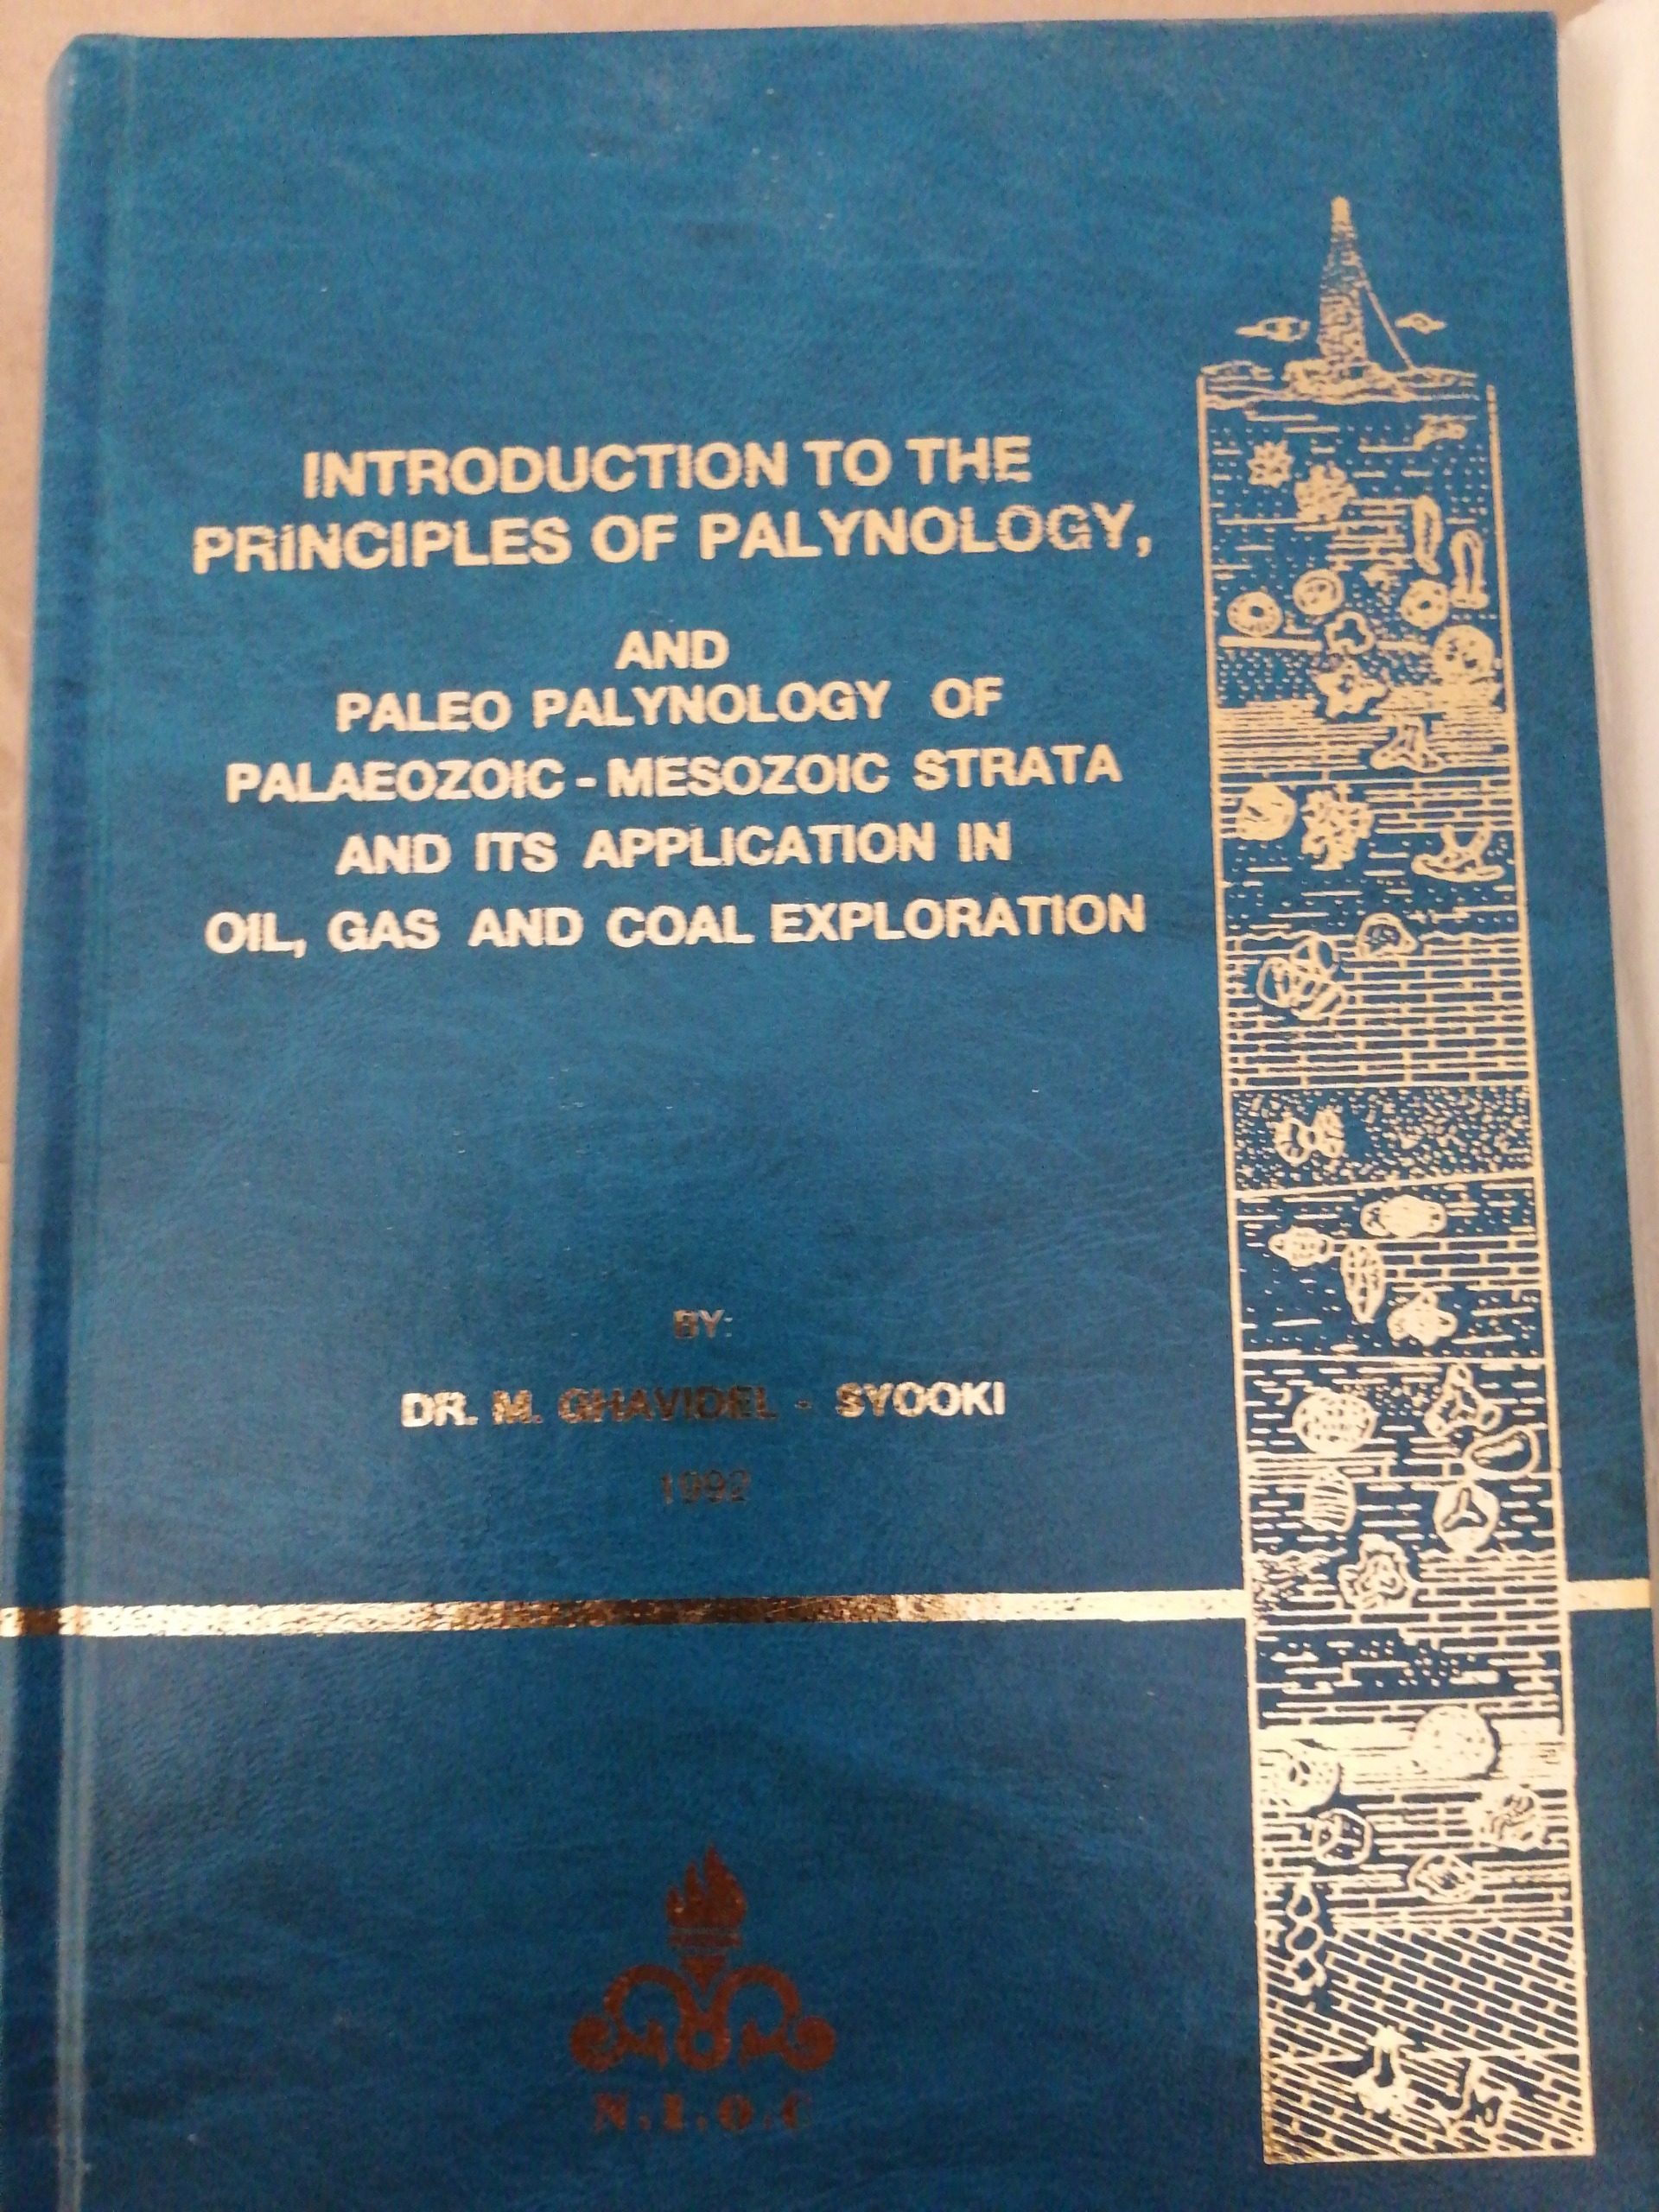 INTRODUCTION TO THE
PRINCIPLES OF PALYNOLOGY,
AND
PALEO PALYNOLOGY OF
PALAEOZOIC - MESOZOIC STRATA
AND ITS APPLICATION IN
OIL, GAS AND COAL EXPLORATION
BY:
DR. M. GHAVIDEL - SYOOKI
1992
N.I.O.C